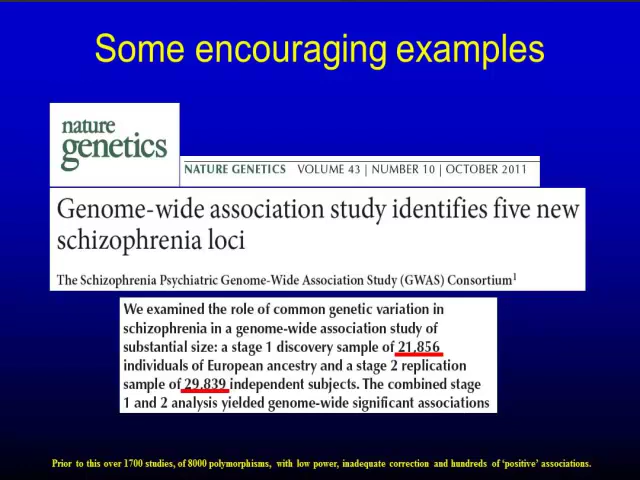 Some encouraging examples
nature
genetics
NATURE GENETICS VOLUME 43 | NUMBER 10 | OCTOBER 2011
Genome-wide association study identifies five new
schizophrenia loci
The Schizophrenia Psychiatric Genome-Wide Association Study (GWAS) Consortium1
We examined the role of common genetic variation in
schizophrenia in a genome-wide association study of
substantial size: a stage 1 discovery sample of 21,856
individuals of European ancestry and a stage 2 replication
sample of 29,839 independent subjects. The combined stage
1 and 2 analysis yielded genome-wide significant associations
Prior to this over 1700 studies, of 8000 polymorphisms, with low power, inadequate correction and hundreds of 'positive' associations.